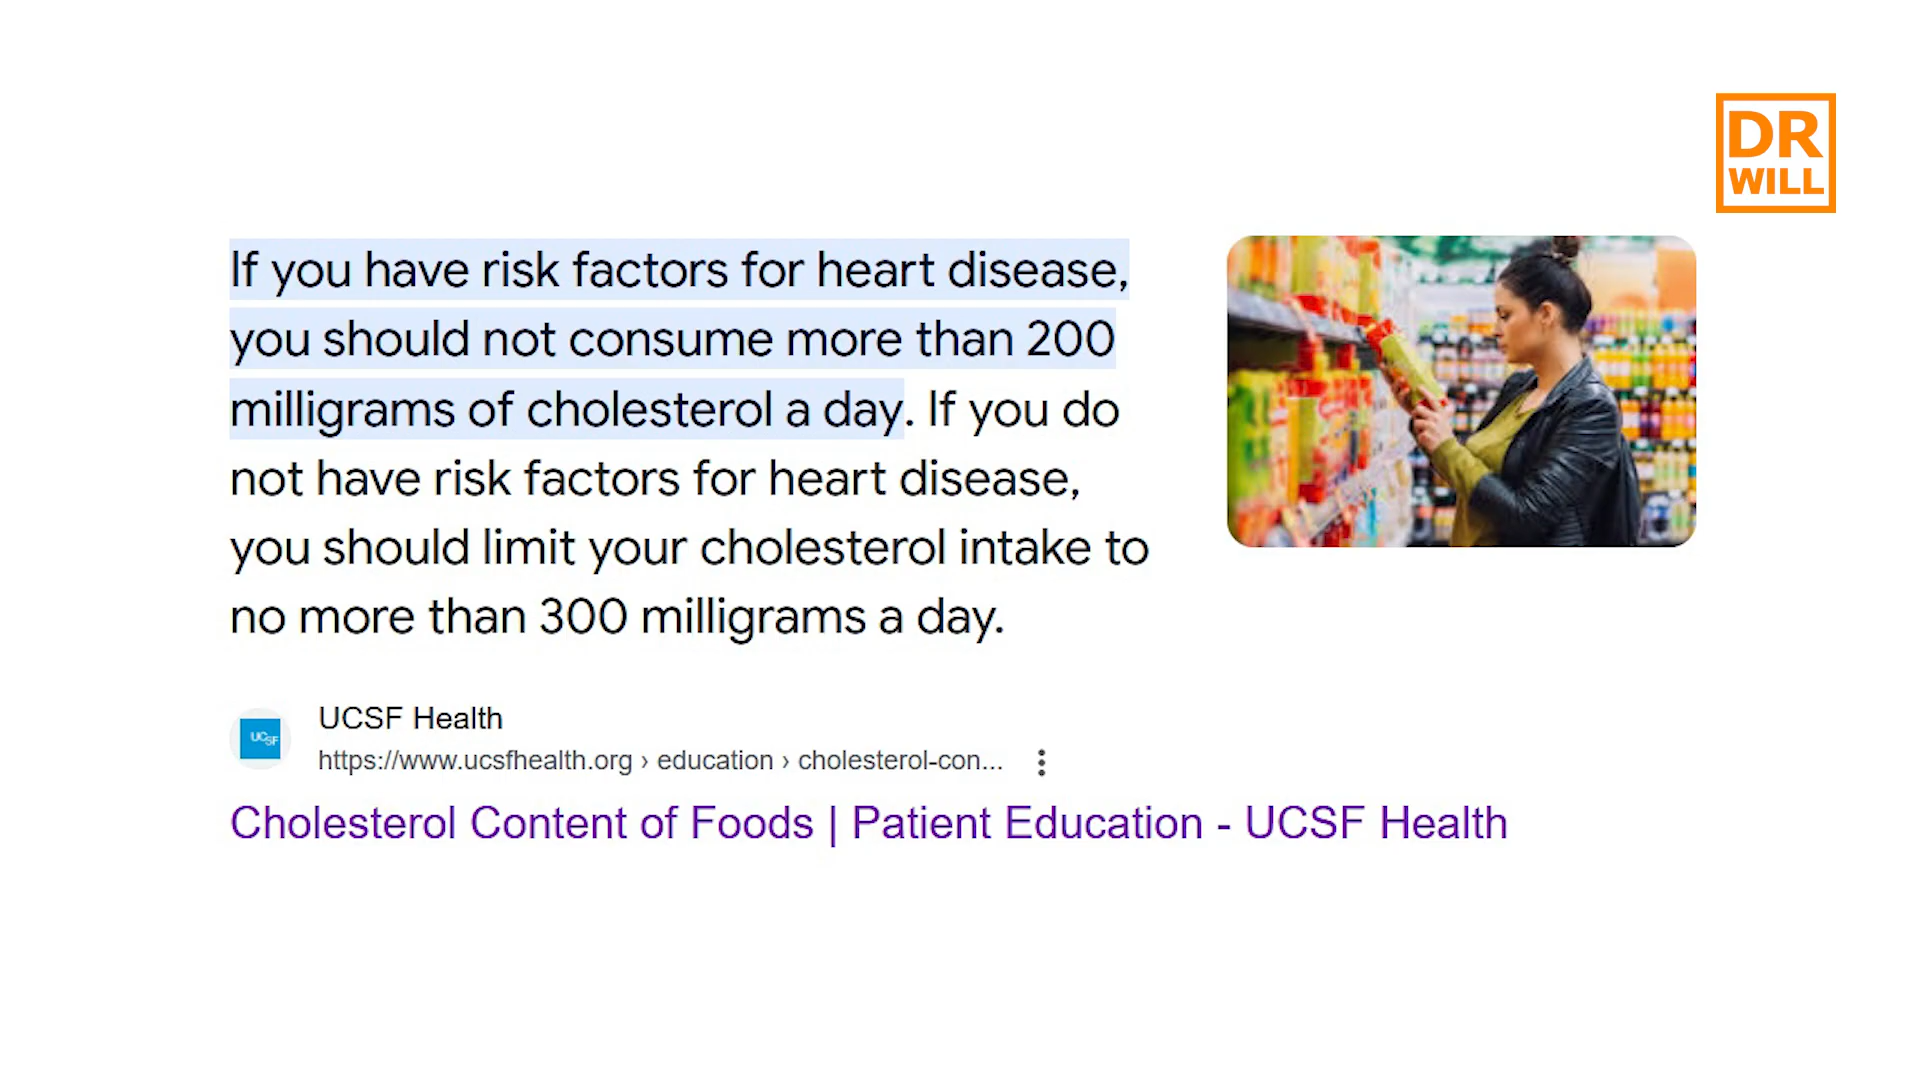 DR
WILL
If you have risk factors for heart disease,
you should not consume more than 200
milligrams of cholesterol a day. If you do
not have risk factors for heart disease,
you should limit your cholesterol intake to
no more than 300 milligrams a day.
UCSF
UCSF Health
https://www.ucsfhealth.org › education › cholesterol-con...
Cholesterol Content of Foods | Patient Education - UCSF Health